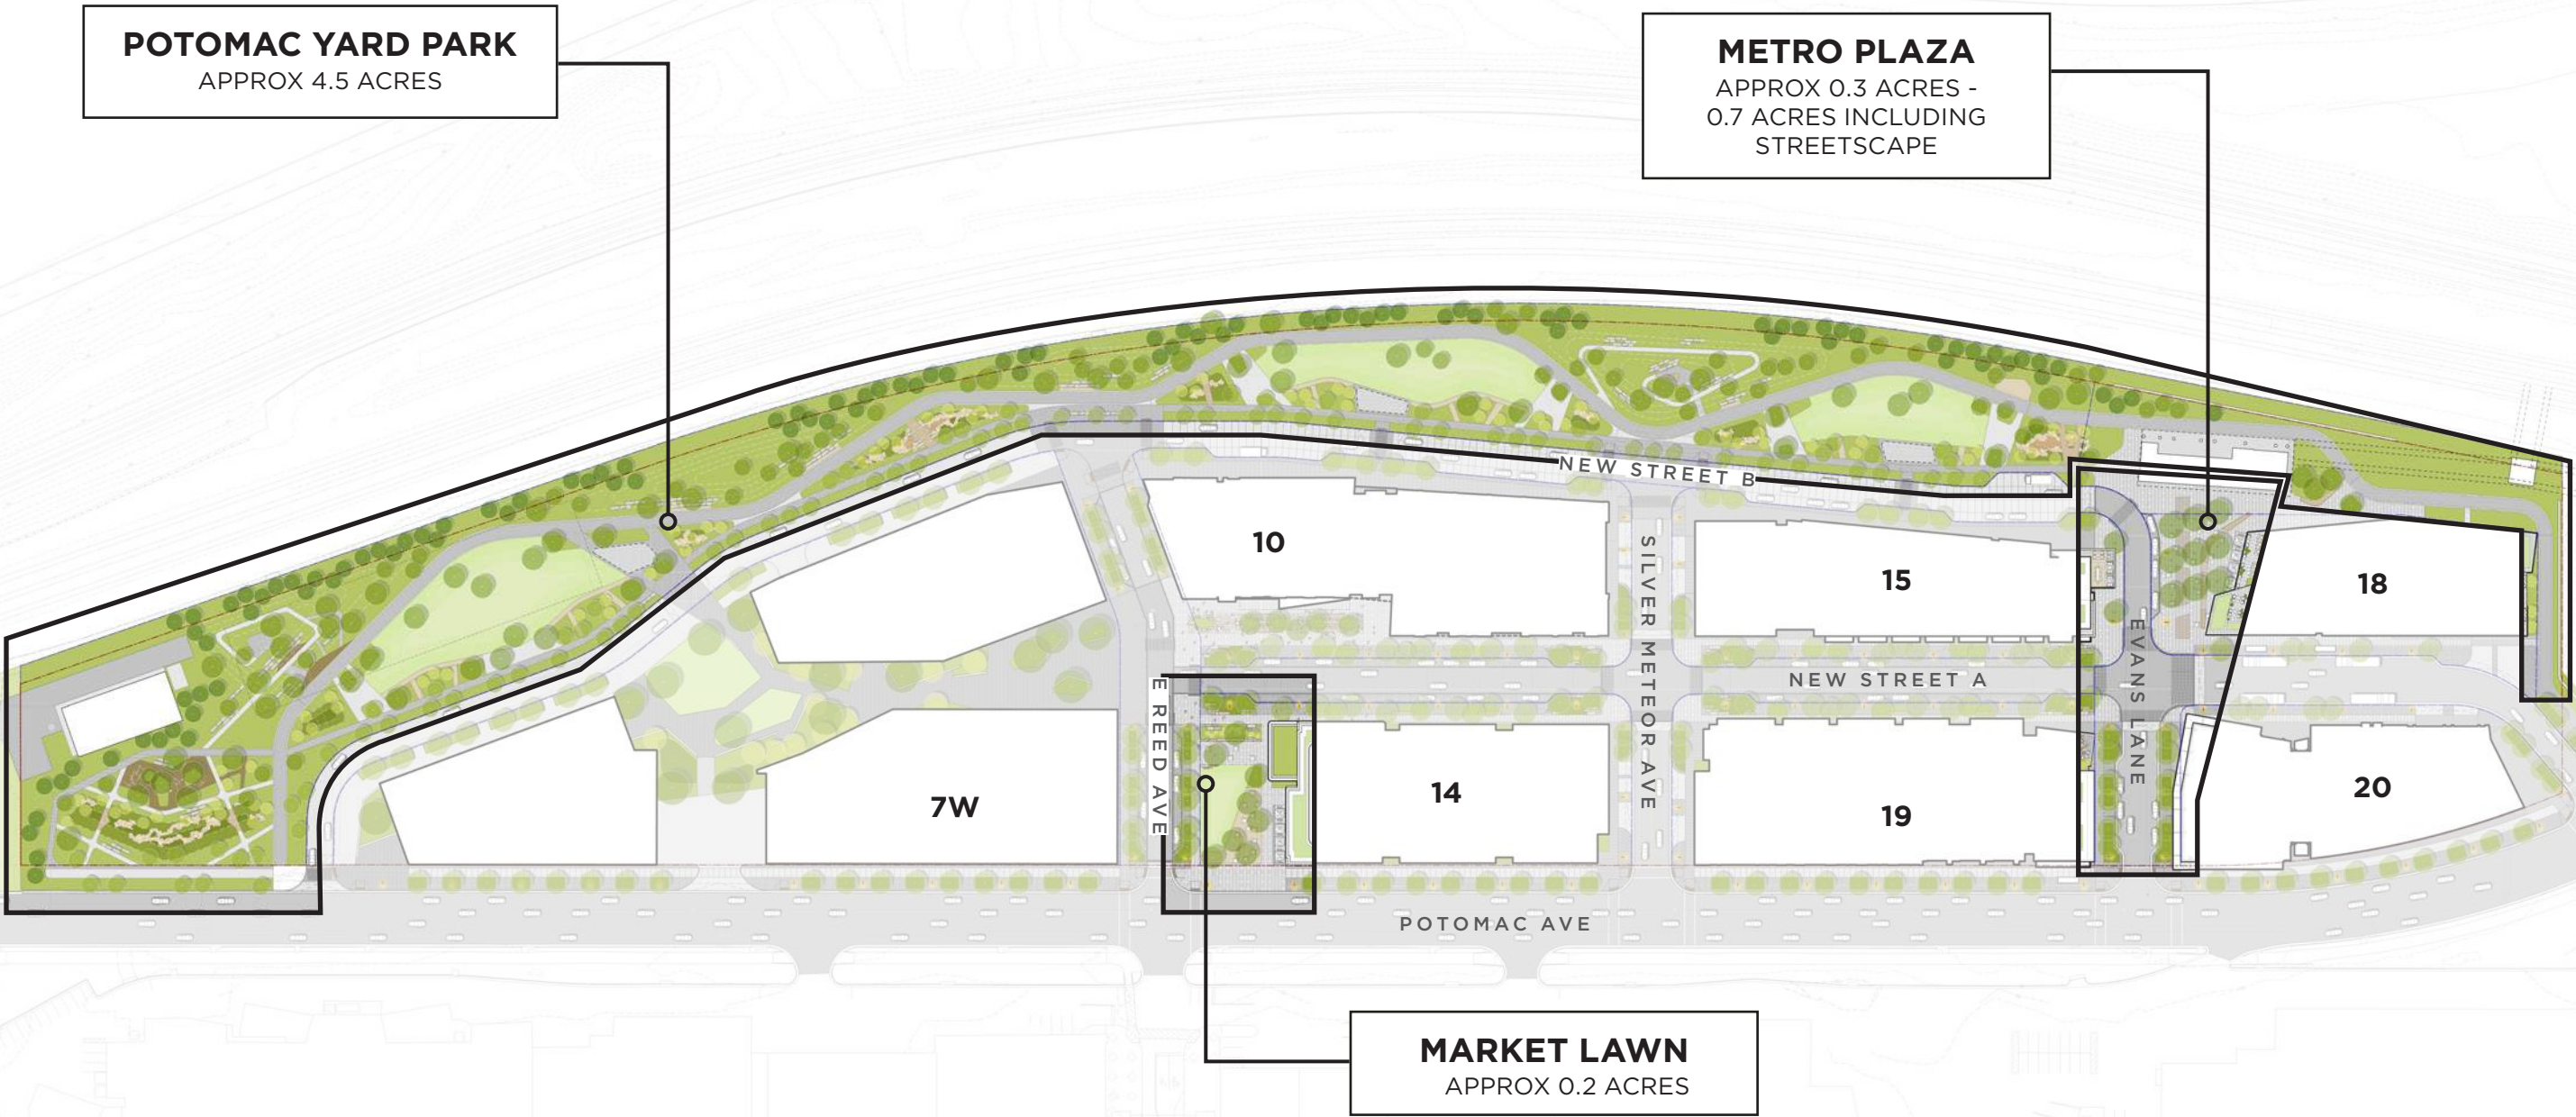 POTOMAC YARD PARK
APPROX 4.5 ACRES
METRO PLAZA
APPROX 0.3 ACRES -
0.7 ACRES INCLUDING
STREETSCAPE
NEW STREET B
10
15
18
SILVER METEOR AVE
EVANS LANE
E REED AVE
NEW STREET A
7W
14
19
20
POTOMAC AVE
MARKET LAWN
APPROX 0.2 ACRES